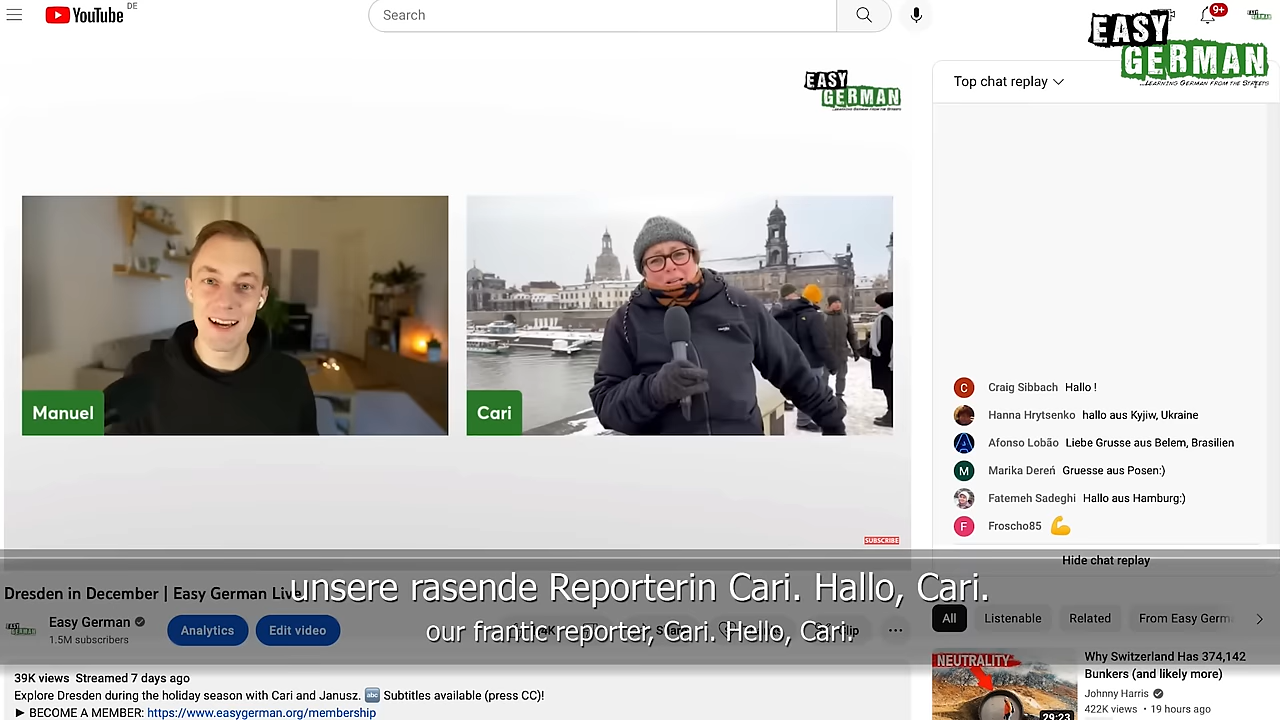 YouTube DE
Search
9+
EASY
GERMAN
...LEARNING GERMAN FROM THE STREETS
Top chat replay
EASY
GERMAN
Manuel
Cari
C Craig Sibbach Hallo !
Hanna Hrytsenko hallo aus Kyjiw, Ukraine
A Afonso Lobão Liebe Grusse aus Belem, Brasilien
M Marika Dereń Gruesse aus Posen:)
Fatemeh Sadeghi Hallo aus Hamburg:)
F Froscho85 💪
SUBSCRIBE
Hide chat replay
unsere rasende Reporterin Cari. Hallo, Cari.
our frantic reporter, Cari. Hello, Cari.
Dresden in December | Easy German Live
Easy German
1.5M subscribers
Analytics
Edit video
All
Listenable
Related
From Easy Germ
39K views Streamed 7 days ago
Explore Dresden during the holiday season with Cari and Janusz. 🔤 Subtitles available (press CC)!
► BECOME A MEMBER: https://www.easygerman.org/membership
NEUTRALITY
29:23
Why Switzerland Has 374,142
Bunkers (and likely more)
Johnny Harris
422K views • 19 hours ago